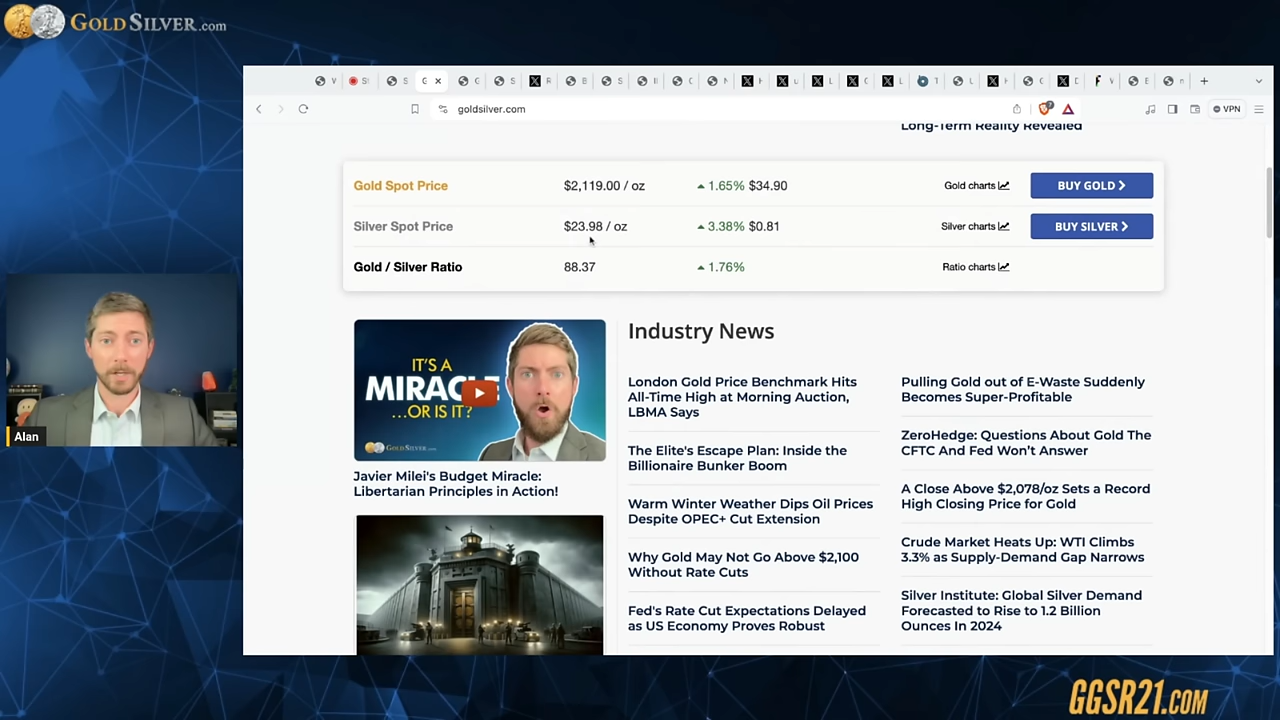 GOLDSILVER.com
goldsilver.com
VPN
Long-Term Reality Revealed
Gold Spot Price $2,119.00 / oz 1.65% $34.90 Gold charts BUY GOLD
Silver Spot Price $23.98 / oz 3.38% $0.81 Silver charts BUY SILVER
Gold / Silver Ratio 88.37 1.76% Ratio charts
IT'S A
MIRACLE
...OR IS IT?
GOLDSILVER.com
Javier Milei's Budget Miracle:
Libertarian Principles in Action!
Industry News
London Gold Price Benchmark Hits
All-Time High at Morning Auction,
LBMA Says
The Elite's Escape Plan: Inside the
Billionaire Bunker Boom
Warm Winter Weather Dips Oil Prices
Despite OPEC+ Cut Extension
Why Gold May Not Go Above $2,100
Without Rate Cuts
Fed's Rate Cut Expectations Delayed
as US Economy Proves Robust
Pulling Gold out of E-Waste Suddenly
Becomes Super-Profitable
ZeroHedge: Questions About Gold The
CFTC And Fed Won't Answer
A Close Above $2,078/oz Sets a Record
High Closing Price for Gold
Crude Market Heats Up: WTI Climbs
3.3% as Supply-Demand Gap Narrows
Silver Institute: Global Silver Demand
Forecasted to Rise to 1.2 Billion
Ounces In 2024
Alan
GGSR21.COM